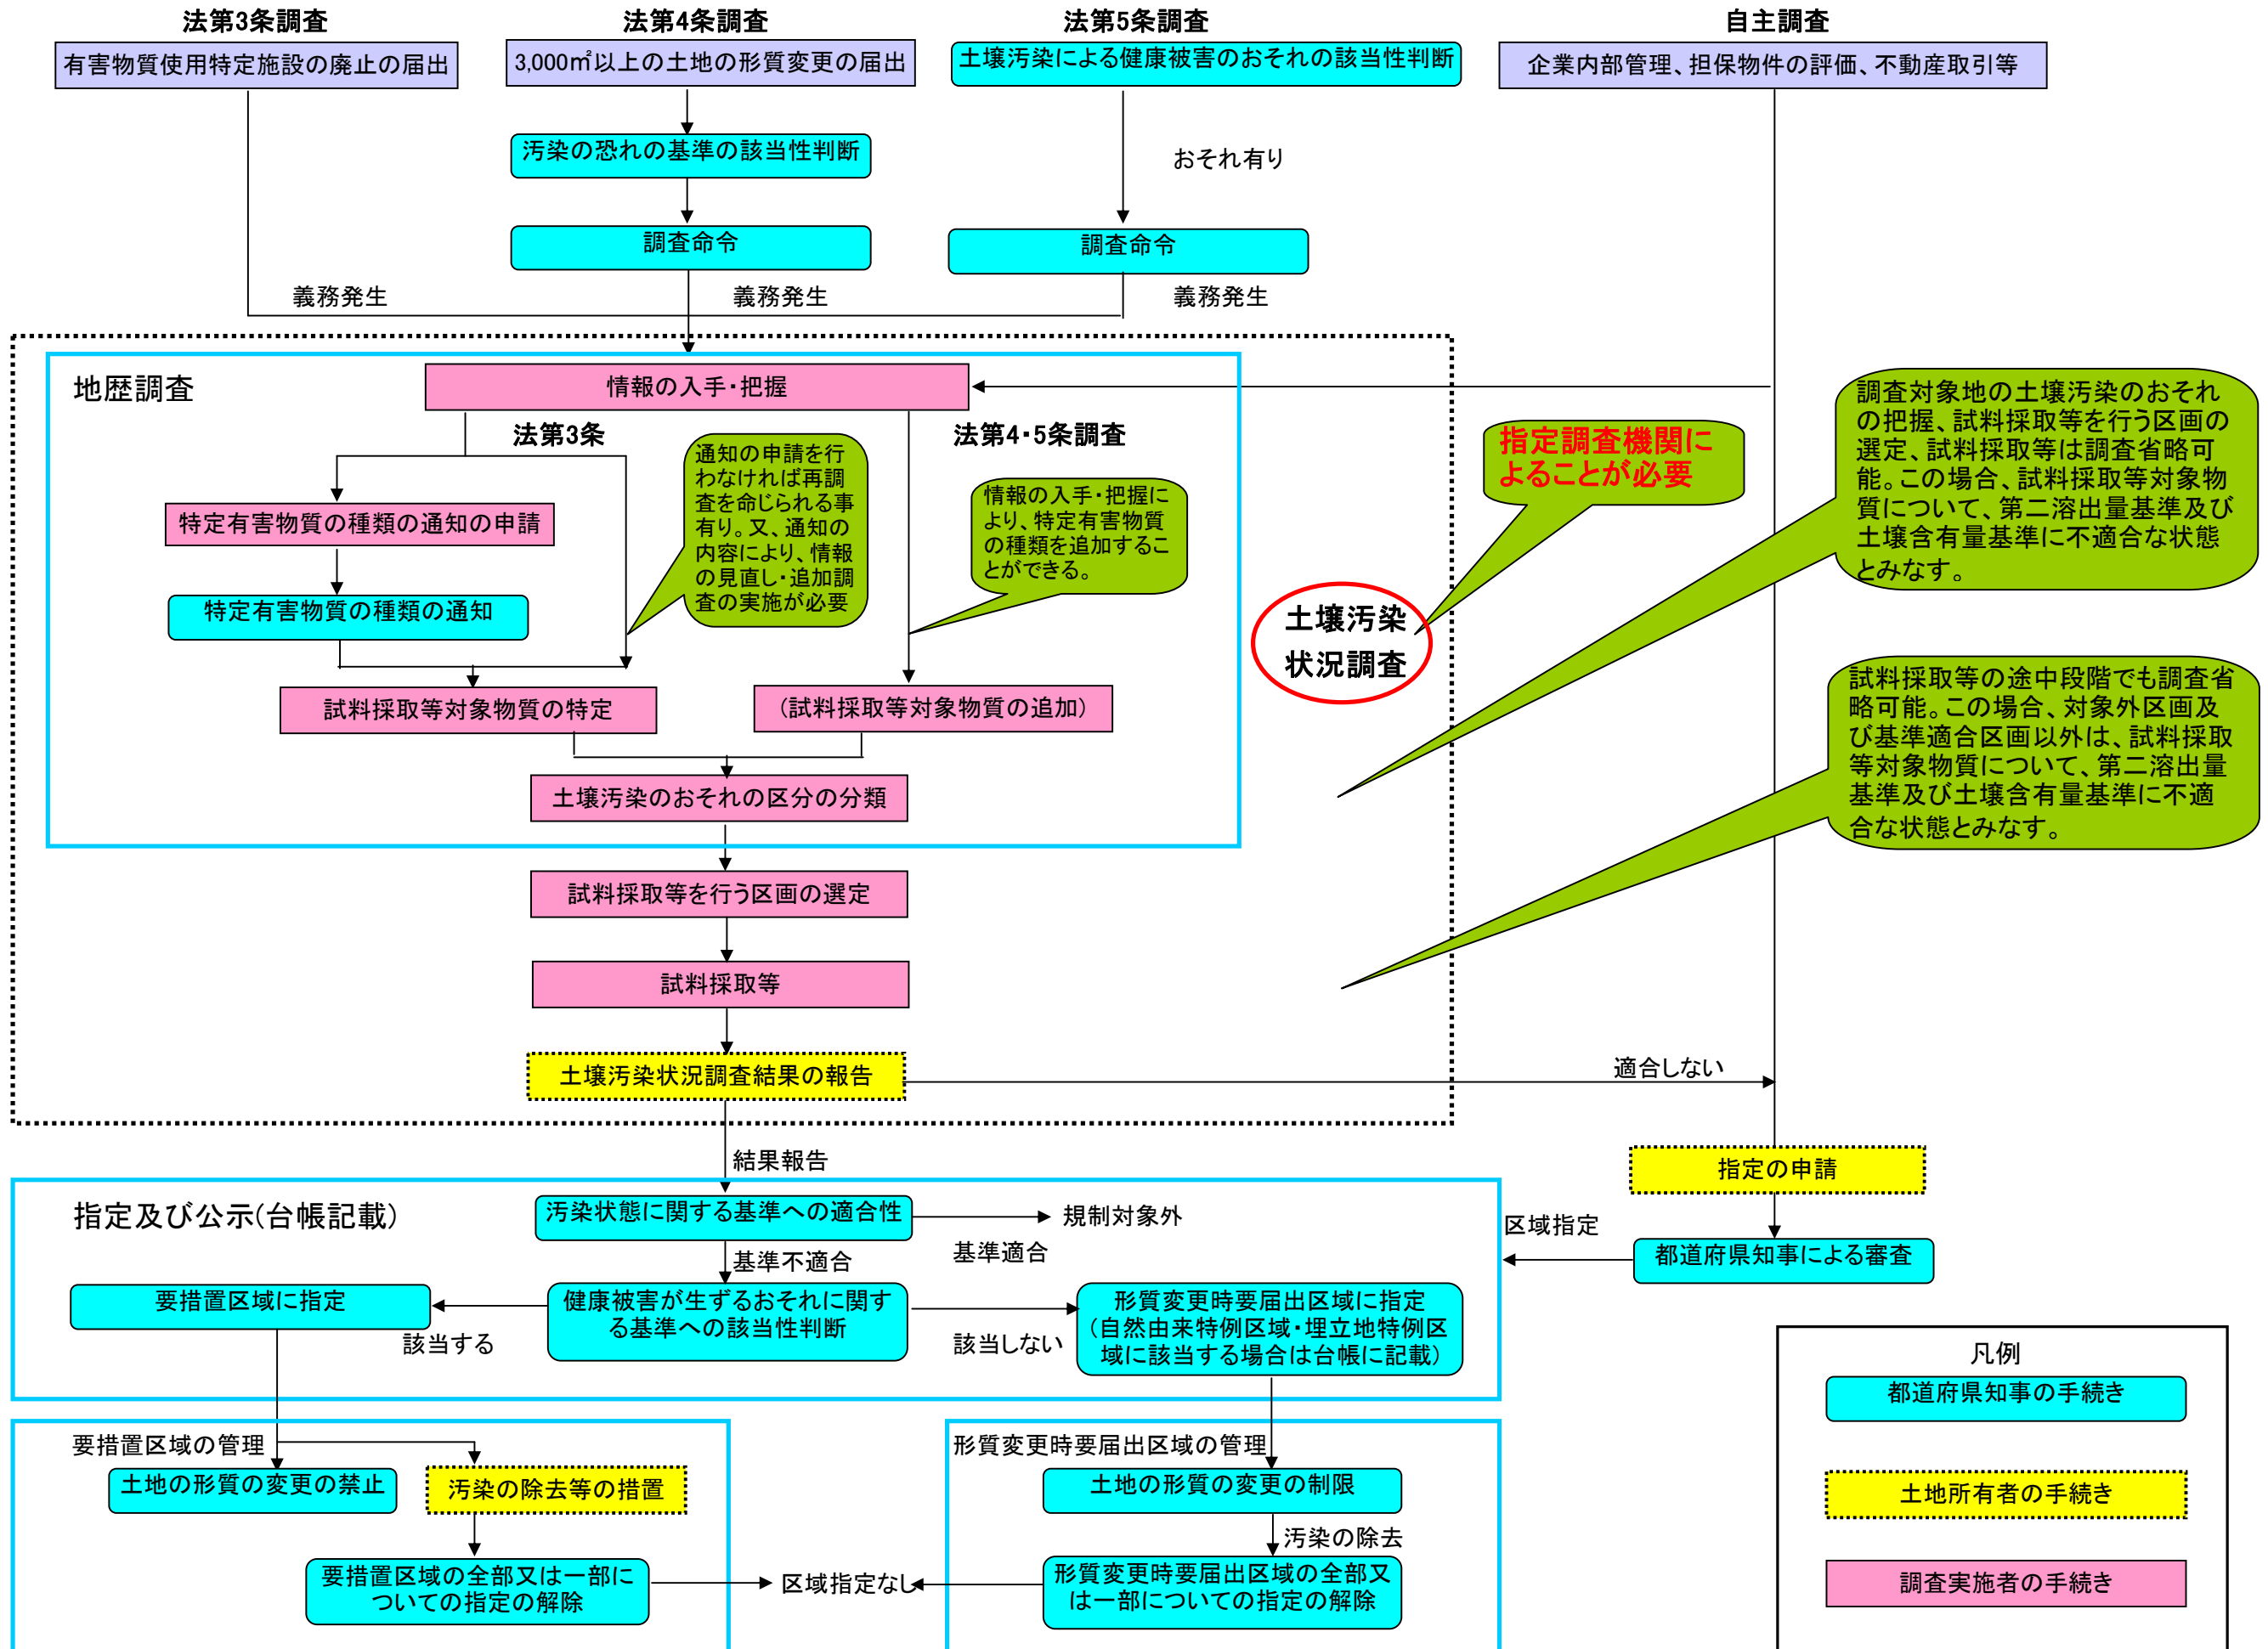 法第3条調査
法第4条調査
法第5条調査
自主調査
有害物質使用特定施設の廃止の届出
3,000㎡以上の土地の形質変更の届出
土壌汚染による健康被害のおそれの該当性判断
企業内部管理、担保物件の評価、不動産取引等
汚染の恐れの基準の該当性判断
おそれ有り
調査命令
調査命令
義務発生
義務発生
義務発生
地歴調査
情報の入手・把握
法第3条
法第4・5条調査
通知の申請を行
わなければ再調
査を命じられる事
有り。又、通知の
内容により、情報
の見直し・追加調
査の実施が必要
情報の入手・把握に
より、特定有害物質
の種類を追加するこ
とができる。
指定調査機関に
よることが必要
調査対象地の土壌汚染のおそれ
の把握、試料採取等を行う区画の
選定、試料採取等は調査省略可
能。この場合、試料採取等対象物
質について、第二溶出量基準及び
土壌含有量基準に不適合な状態
とみなす。
特定有害物質の種類の通知の申請
特定有害物質の種類の通知
土壌汚染
状況調査
試料採取等対象物質の特定
(試料採取等対象物質の追加)
試料採取等の途中段階でも調査省
略可能。この場合、対象外区画及
び基準適合区画以外は、試料採取
等対象物質について、第二溶出量
基準及び土壌含有量基準に不適
合な状態とみなす。
土壌汚染のおそれの区分の分類
試料採取等を行う区画の選定
試料採取等
土壌汚染状況調査結果の報告
適合しない
結果報告
指定の申請
指定及び公示(台帳記載)
汚染状態に関する基準への適合性
規制対象外
区域指定
基準不適合
基準適合
都道府県知事による審査
要措置区域に指定
健康被害が生ずるおそれに関す
る基準への該当性判断
形質変更時要届出区域に指定
(自然由来特例区域・埋立地特例区
域に該当する場合は台帳に記載)
該当する
該当しない
凡例
都道府県知事の手続き
土地所有者の手続き
調査実施者の手続き
要措置区域の管理
形質変更時要届出区域の管理
土地の形質の変更の禁止
汚染の除去等の措置
土地の形質の変更の制限
汚染の除去
要措置区域の全部又は一部に
ついての指定の解除
区域指定なし
形質変更時要届出区域の全部又
は一部についての指定の解除